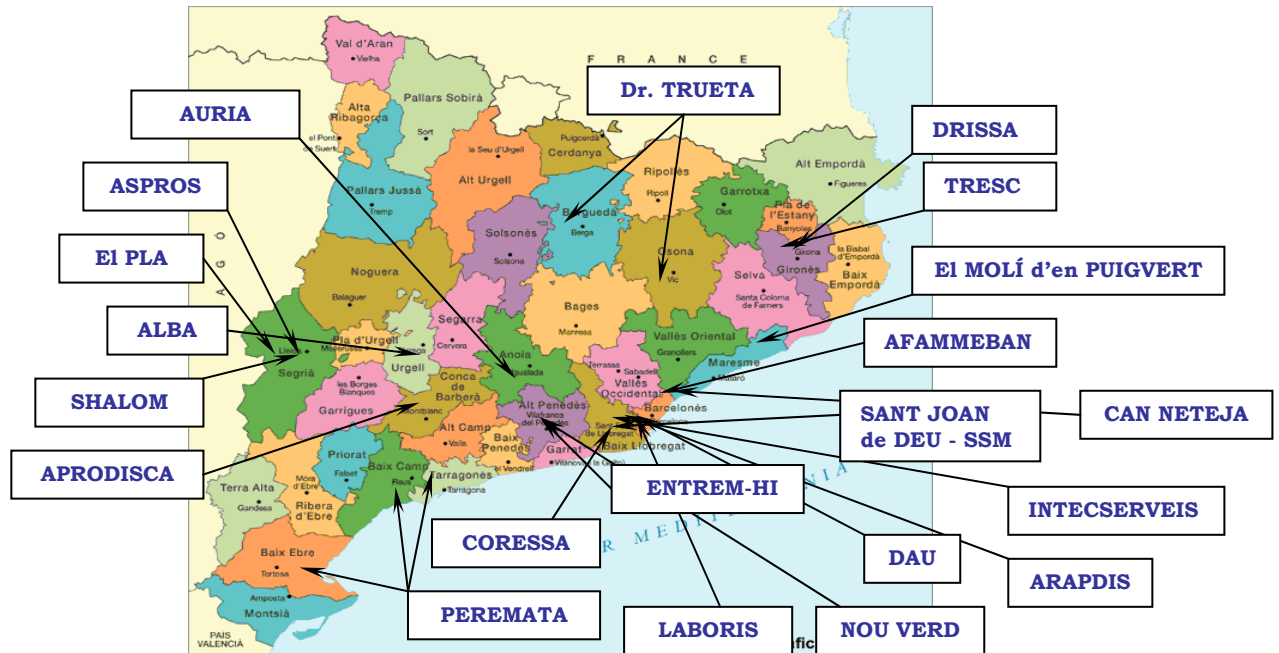 Val d'Aran
Vielha
F R A N C E
Dr. TRUETA
Pallars Sobirà
Sort
AURIA
Alta
Ribagorça
el Pont
de Suert
DRISSA
Puigcerdà
Cerdanya
la Seu d'Urgell
Alt Urgell
Alt Empordà
Figueres
Ripollès
Ripoll
Garrotxa
Olot
ASPROS
TRESC
Pallars Jussà
Tremp
Berguedà
Berga
Pla de
l'Estany
Banyoles
Solsonès
Solsona
Osona
Vic
El PLA
A G O
Girona
Gironès
la Bisbal
d'Empordà
Baix
Empordà
El MOLÍ d'en PUIGVERT
Noguera
Balaguer
Selva
Santa Coloma
de Farners
Bages
Manresa
ALBA
Segarra
Cervera
Pla d'Urgell
Mollerussa
Urgell
Lleida
Segrià
Anoia
Igualada
Vallès Oriental
Granollers
Maresme
Mataró
AFAMMEBAN
Terrassa
Sabadell
Vallès
Occidental
les Borges
Blanques
Garrigues
Conca
de
Barberà
Montblanc
SHALOM
Alt Penedès
Vilafranca
del Penedès
Barcelonès
Baix Llobregat
SANT JOAN
de DEU - SSM
CAN NETEJA
Alt Camp
Valls
Baix
Penedès
el Vendrell
Garraf
Vilanova i la Geltrú
APRODISCA
Priorat
Falset
Baix Camp
Reus
Tarragonès
Tarragona
Terra Alta
Gandesa
Móra
d'Ebre
Ribera
d'Ebre
ENTREM-HI
INTECSERVEIS
R MEDI
IA
CORESSA
DAU
ARAPDIS
Baix Ebre
Tortosa
Amposta
Montsià
PEREMATA
LABORIS
NOU VERD
PAIS
VALENCIÀ
fic